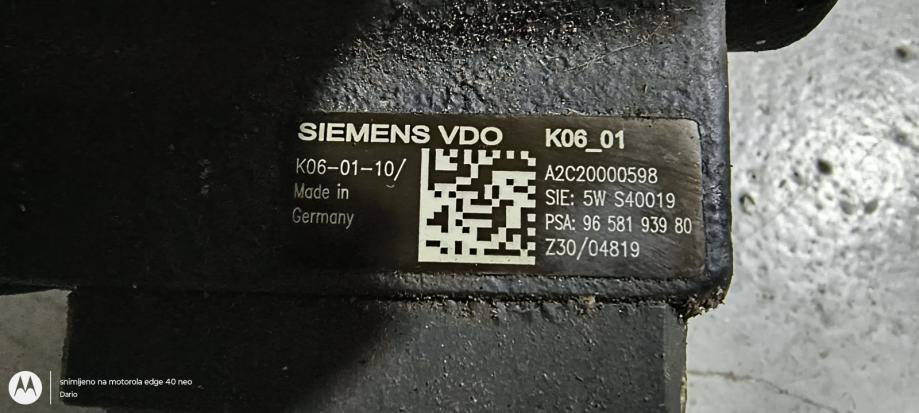 SIEMENS VDO K06_01
K06-01-10/
Made in
Germany
A2C20000598
SIE: 5W S40019
PSA: 96 581 939 80
Z30/04819
snimljeno na motorola edge 40 neo
Dario